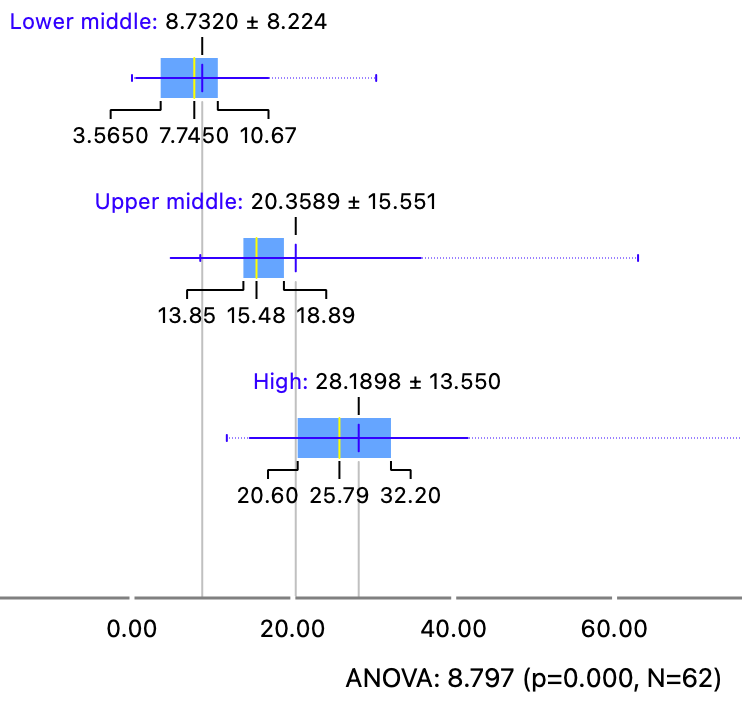 Lower middle: 8.7320 ± 8.224
3.5650 7.7450 10.67
Upper middle: 20.3589 ± 15.551
13.85 15.48 18.89
High: 28.1898 ± 13.550
20.60 25.79 32.20
0.00 20.00 40.00 60.00
ANOVA: 8.797 (p=0.000, N=62)